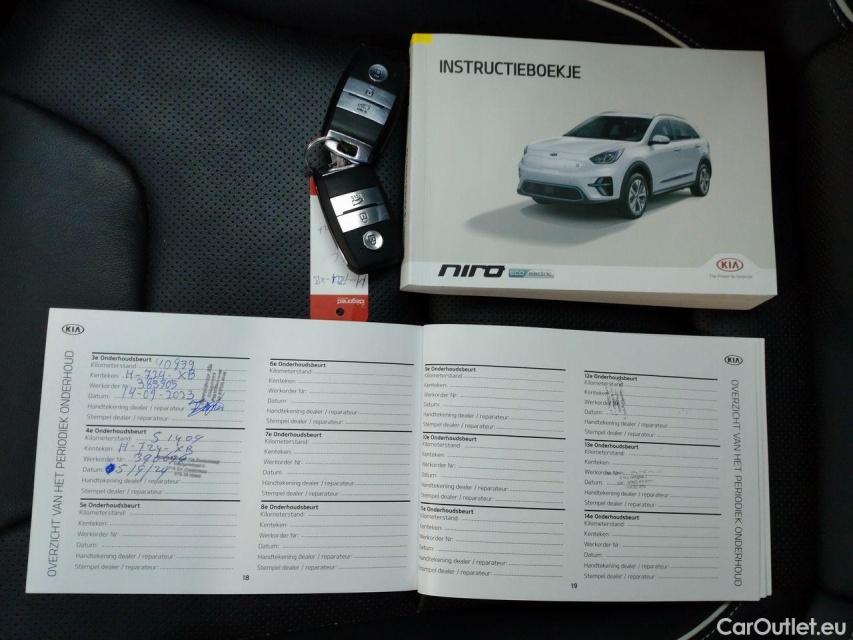 INSTRUCTIEBOEKJE
niro
KIA
KIA
OVERZICHT VAN HET PERIODIEK ONDERHOUD
3e Onderhoudsbeurt
Kilometerstand 40939
Kenteken: H-724-XB
Werkorder Nr: 383905
Datum: 14-09-2023
Handtekening dealer / reparateur:
Stempel dealer / reparateur:
4e Onderhoudsbeurt
Kilometerstand: 51409
Kenteken: H-724-XB
Werkorder Nr:
Datum: 5/9/24
Handtekening dealer / reparateur:
Stempel dealer / reparateur:
5e Onderhoudsbeurt
Kilometerstand:
Kenteken:
Werkorder Nr:
Datum:
Handtekening dealer / reparateur:
Stempel dealer / reparateur:
6e Onderhoudsbeurt
Kilometerstand:
Kenteken:
Werkorder Nr:
Datum:
Handtekening dealer / reparateur:
Stempel dealer / reparateur:
7e Onderhoudsbeurt
Kilometerstand:
Kenteken:
Werkorder Nr:
Datum:
Handtekening dealer / reparateur:
Stempel dealer / reparateur:
8e Onderhoudsbeurt
Kilometerstand:
Kenteken:
Werkorder Nr:
Datum:
Handtekening dealer / reparateur:
Stempel dealer / reparateur:
18
Onderhoudsbeurt
Kilometerstand:
Kenteken:
Werkorder Nr:
Datum:
Handtekening dealer / reparateur:
Stempel dealer / reparateur:
10e Onderhoudsbeurt
Kilometerstand:
Kenteken:
Werkorder Nr:
Datum:
Handtekening dealer / reparateur:
Stempel dealer / reparateur:
Onderhoudsbeurt
Kilometerstand:
Kenteken:
Werkorder Nr:
Datum:
Handtekening dealer / reparateur:
Stempel dealer / reparateur:
12e Onderhoudsbeurt
Kilometerstand
Kenteken
Werkorder
Datum:
Handtekening dealer / reparateur:
Stempel dealer / reparateur:
13e Onderhoudsbeurt
Kilometerstand:
Kenteken:
Werkorder Nr:
Datum:
Handtekening dealer / reparateur:
Stempel dealer / reparateur:
14e Onderhoudsbeurt
Kilometerstand:
Kenteken:
Werkorder Nr:
Datum:
Handtekening dealer / reparateur:
Stempel dealer / reparateur:
19
KIA
OVERZICHT VAN HET PERIODIEK ONDERHOUD
CarOutlet.eu